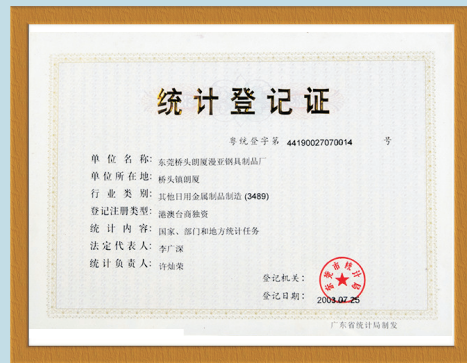 统计登记证
粤统登字第 44190027070014 号
单位名称: 东莞桥头朗厦漫亚钢具制品厂
单位所在地: 桥头镇朗厦
行业类别: 其他日用金属制品制造 (3489)
登记注册类型: 港澳台商独资
统计内容: 国家、部门和地方统计任务
法定代表人: 李广深
统计负责人: 许灿荣
登记机关:
东莞市统计局
登记日期: 2003.07.25
广东省统计局制发